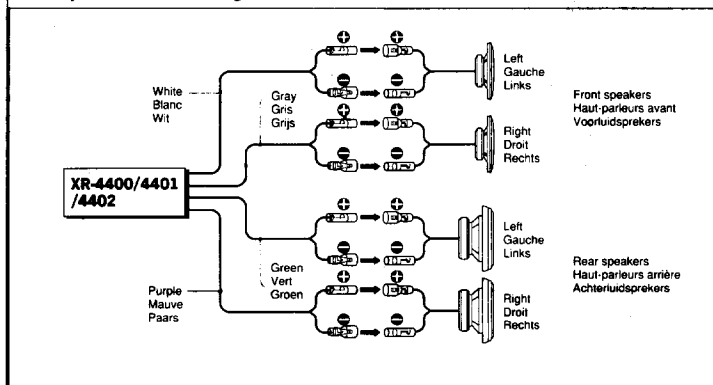 White
Blanc
Wit
Gray
Gris
Grijs
Left
Gauche
Links
Front speakers
Haut-parleurs avant
Voorluidsprekers
Right
Droit
Rechts
XR-4400/4401
/4402
Left
Gauche
Links
Green
Vert
Groen
Purple
Mauve
Paars
Rear speakers
Haut-parleurs arrière
Achterluidsprekers
Right
Droit
Rechts